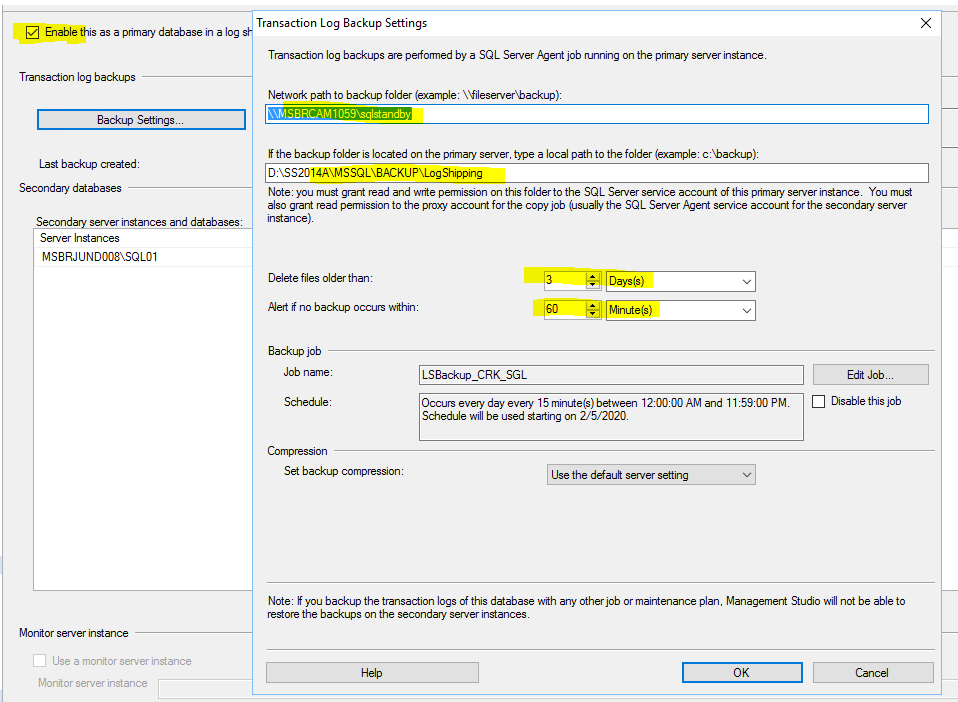 Enable this as a primary database in a log sh
Transaction log backups
Backup Settings...
Last backup created:
Secondary databases
Secondary server instances and databases:
Server Instances
MSBRJUND008\SQL01
Monitor server instance
Use a monitor server instance
Monitor server instance
Transaction Log Backup Settings
Transaction log backups are performed by a SQL Server Agent job running on the primary server instance.
Network path to backup folder (example: \\fileserver\backup):
\\MSBRCAM1059\sqlstandby
If the backup folder is located on the primary server, type a local path to the folder (example: c:\backup):
D:\SS2014A\MSSQL\BACKUP\LogShipping
Note: you must grant read and write permission on this folder to the SQL Server service account of this primary server instance. You must
also grant read permission to the proxy account for the copy job (usually the SQL Server Agent service account for the secondary server
instance).
Delete files older than:
3
Days(s)
Alert if no backup occurs within:
60
Minute(s)
Backup job
Job name:
LSBackup_CRK_SGL
Edit Job...
Schedule:
Occurs every day every 15 minute(s) between 12:00:00 AM and 11:59:00 PM.
Schedule will be used starting on 2/5/2020.
Disable this job
Compression
Set backup compression:
Use the default server setting
Note: If you backup the transaction logs of this database with any other job or maintenance plan, Management Studio will not be able to
restore the backups on the secondary server instances.
Help
OK
Cancel